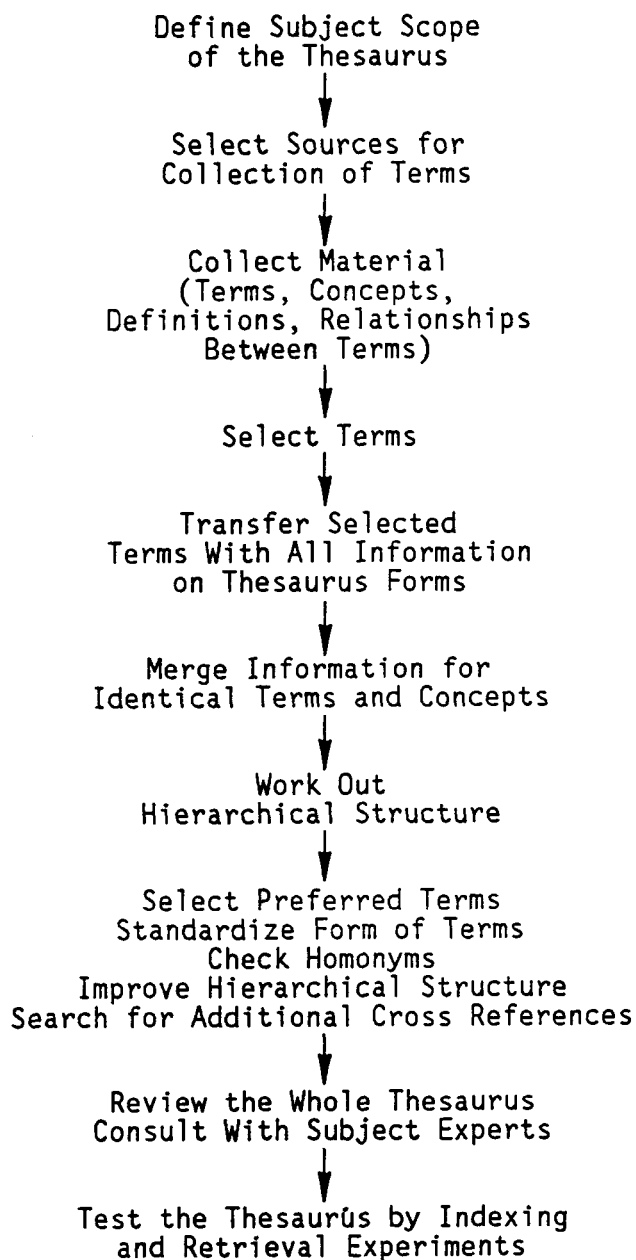 Define Subject Scope
of the Thesaurus
Select Sources for
Collection of Terms
Collect Material
(Terms, Concepts,
Definitions, Relationships
Between Terms)
Select Terms
Transfer Selected
Terms With All Information
on Thesaurus Forms
Merge Information for
Identical Terms and Concepts
Work Out
Hierarchical Structure
Select Preferred Terms
Standardize Form of Terms
Check Homonyms
Improve Hierarchical Structure
Search for Additional Cross References
Review the Whole Thesaurus
Consult With Subject Experts
Test the Thesaurus by Indexing
and Retrieval Experiments